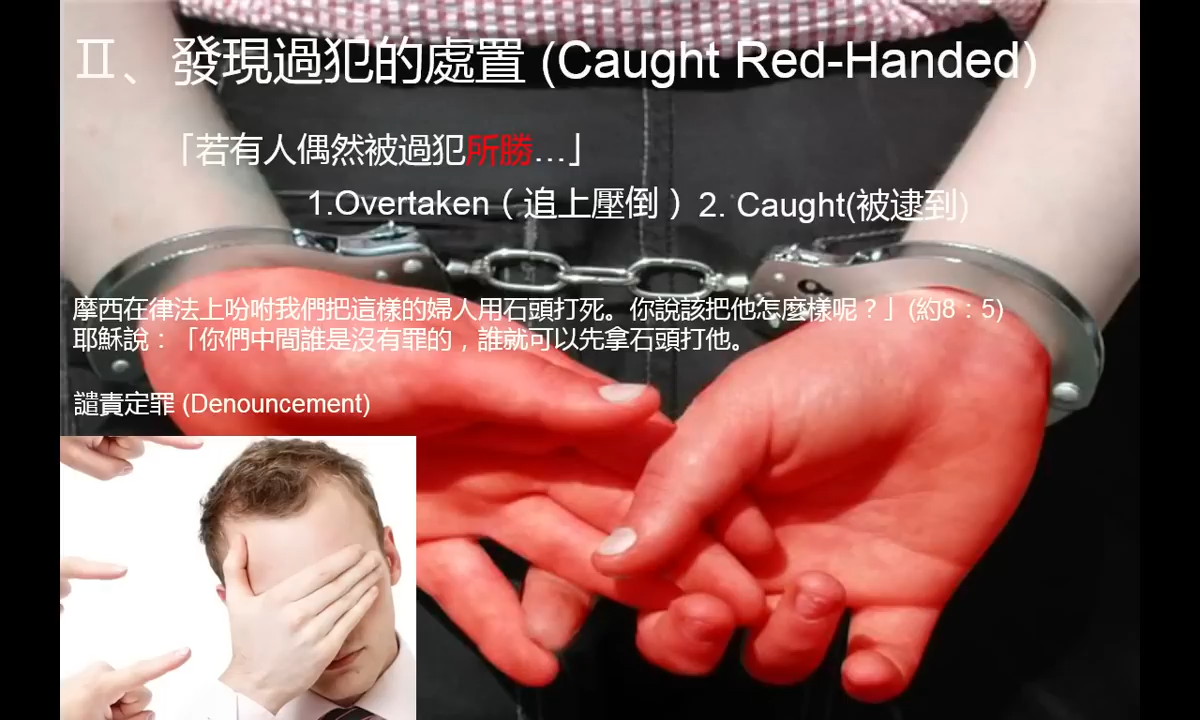 Ⅱ、發現過犯的處置 (Caught Red-Handed)
「若有人偶然被過犯所勝…」
1.Overtaken（追上壓倒）2. Caught(被逮到)
摩西在律法上吩咐我們把這樣的婦人用石頭打死。你說該把他怎麼樣呢？」(約8：5)
耶穌說：「你們中間誰是沒有罪的，誰就可以先拿石頭打他。
譴責定罪 (Denouncement)